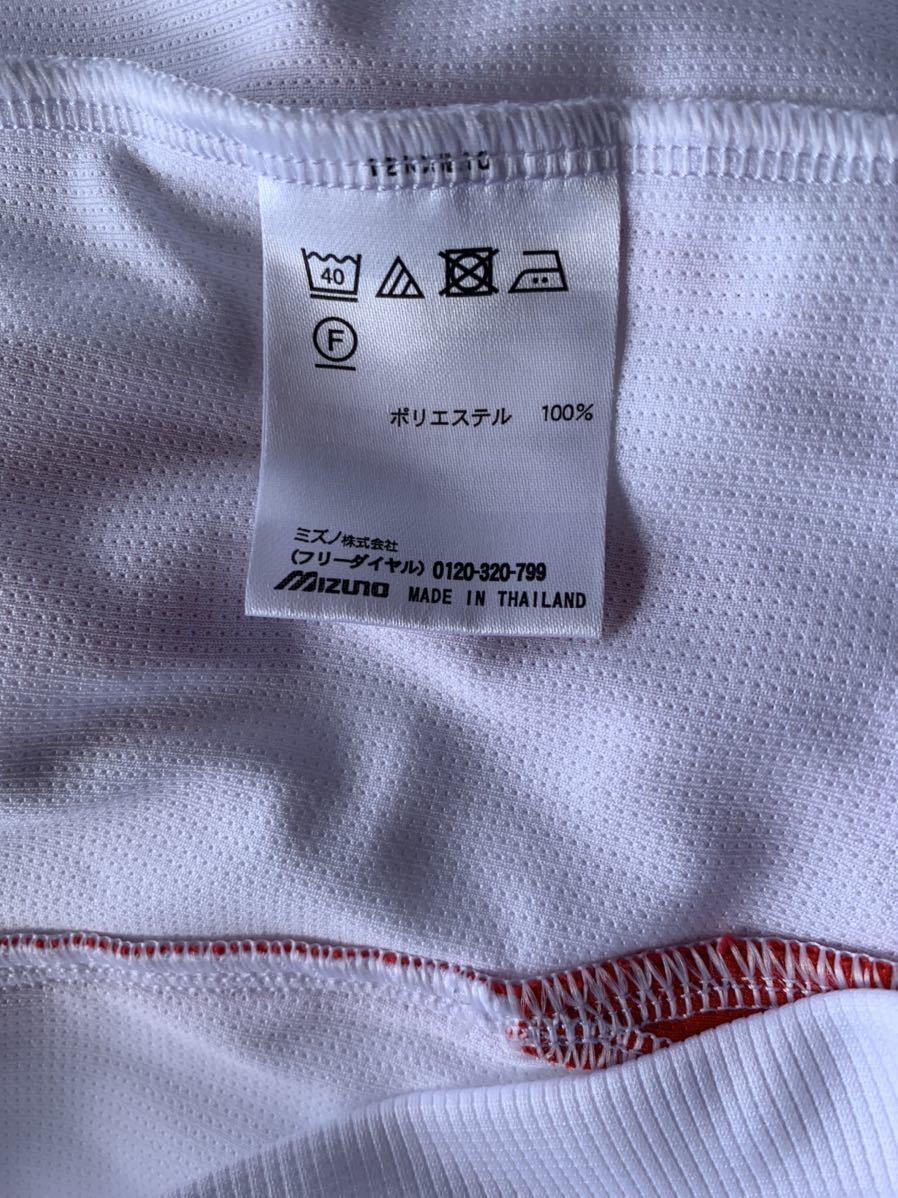 40
F
ポリエステル 100%
ミズノ株式会社
(フリーダイヤル) 0120-320-799
MIZUNO MADE IN THAILAND